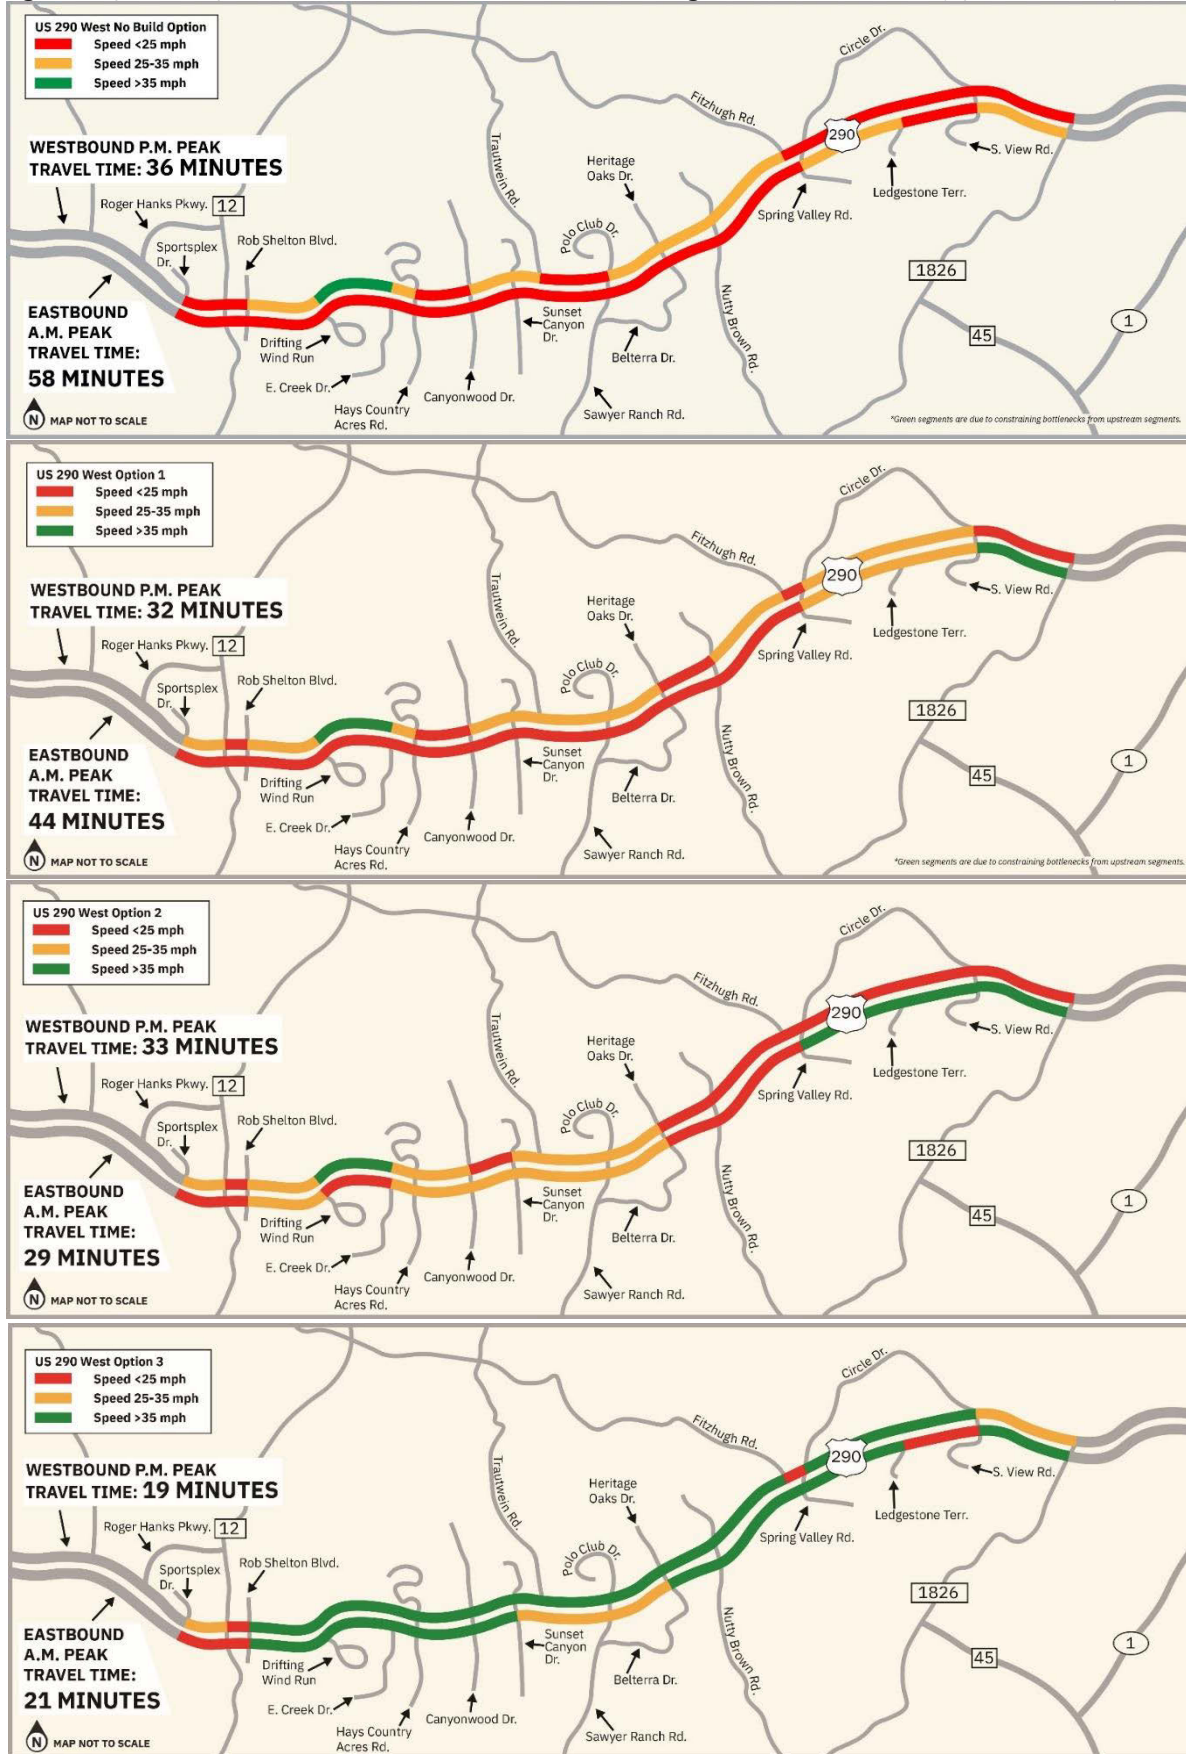 US 290 West No Build Option
Speed <25 mph
Speed 25-35 mph
Speed >35 mph
WESTBOUND P.M. PEAK
TRAVEL TIME: 36 MINUTES
Roger Hanks Pkwy.
12
Sportsplex
Dr.
Rob Shelton Blvd.
EASTBOUND
A.M. PEAK
TRAVEL TIME:
58 MINUTES
Drifting
Wind Run
E. Creek Dr.
Hays Country
Acres Rd.
Canyonwood Dr.
Trautwein Rd.
Sunset
Canyon
Dr.
Polo Club Dr.
Heritage
Oaks Dr.
Belterra Dr.
Sawyer Ranch Rd.
Nutty Brown Rd.
Fitzhugh Rd.
Circle Dr.
290
Spring Valley Rd.
Ledgestone Terr.
S. View Rd.
1826
45
1
N
MAP NOT TO SCALE
*Green segments are due to constraining bottlenecks from upstream segments.
US 290 West Option 1
Speed <25 mph
Speed 25-35 mph
Speed >35 mph
WESTBOUND P.M. PEAK
TRAVEL TIME: 32 MINUTES
Roger Hanks Pkwy.
12
Sportsplex
Dr.
Rob Shelton Blvd.
EASTBOUND
A.M. PEAK
TRAVEL TIME:
44 MINUTES
Drifting
Wind Run
E. Creek Dr.
Hays Country
Acres Rd.
Canyonwood Dr.
Trautwein Rd.
Sunset
Canyon
Dr.
Polo Club Dr.
Heritage
Oaks Dr.
Belterra Dr.
Sawyer Ranch Rd.
Nutty Brown Rd.
Fitzhugh Rd.
Circle Dr.
290
Spring Valley Rd.
Ledgestone Terr.
S. View Rd.
1826
45
1
N
MAP NOT TO SCALE
*Green segments are due to constraining bottlenecks from upstream segments.
US 290 West Option 2
Speed <25 mph
Speed 25-35 mph
Speed >35 mph
WESTBOUND P.M. PEAK
TRAVEL TIME: 33 MINUTES
Roger Hanks Pkwy.
12
Sportsplex
Dr.
Rob Shelton Blvd.
EASTBOUND
A.M. PEAK
TRAVEL TIME:
29 MINUTES
Drifting
Wind Run
E. Creek Dr.
Hays Country
Acres Rd.
Canyonwood Dr.
Trautwein Rd.
Sunset
Canyon
Dr.
Polo Club Dr.
Heritage
Oaks Dr.
Belterra Dr.
Sawyer Ranch Rd.
Nutty Brown Rd.
Fitzhugh Rd.
Circle Dr.
290
Spring Valley Rd.
Ledgestone Terr.
S. View Rd.
1826
45
1
N
MAP NOT TO SCALE
US 290 West Option 3
Speed <25 mph
Speed 25-35 mph
Speed >35 mph
WESTBOUND P.M. PEAK
TRAVEL TIME: 19 MINUTES
Roger Hanks Pkwy.
12
Sportsplex
Dr.
Rob Shelton Blvd.
EASTBOUND
A.M. PEAK
TRAVEL TIME:
21 MINUTES
Drifting
Wind Run
E. Creek Dr.
Hays Country
Acres Rd.
Canyonwood Dr.
Trautwein Rd.
Sunset
Canyon
Dr.
Polo Club Dr.
Heritage
Oaks Dr.
Belterra Dr.
Sawyer Ranch Rd.
Nutty Brown Rd.
Fitzhugh Rd.
Circle Dr.
290
Spring Valley Rd.
Ledgestone Terr.
S. View Rd.
1826
45
1
N
MAP NOT TO SCALE